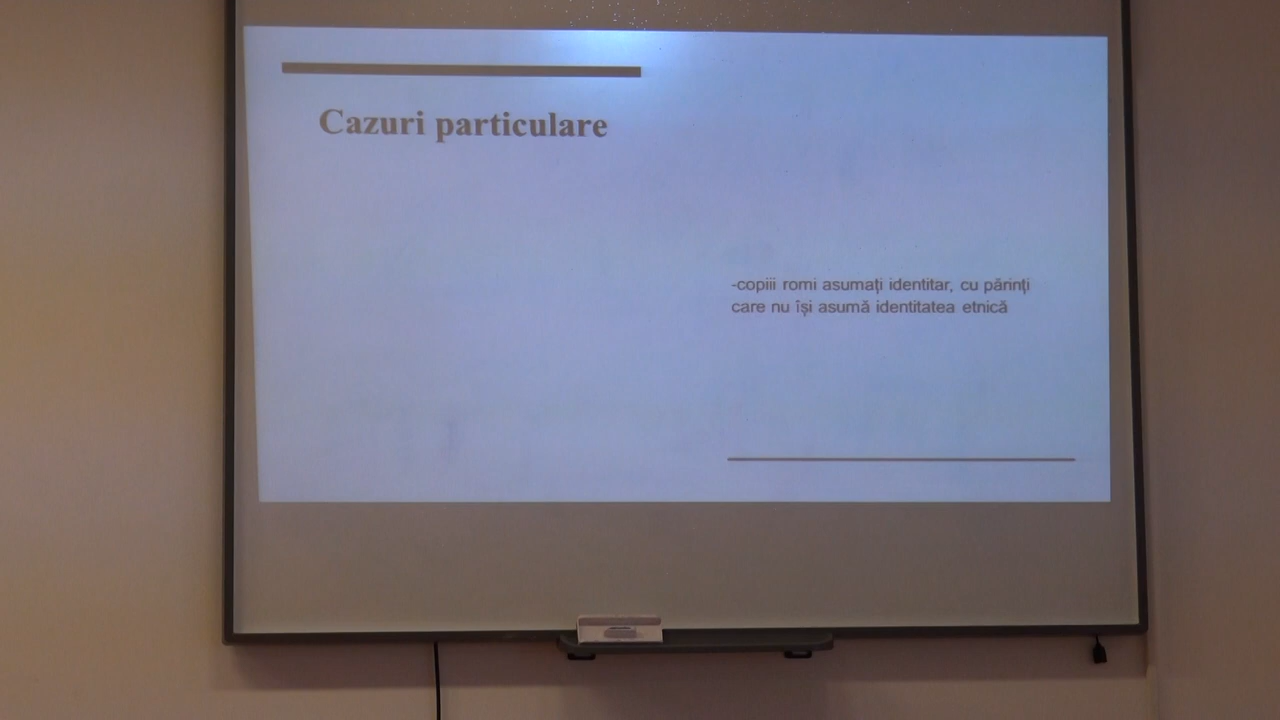 Cazuri particulare
-copiii romi asumați identitar, cu părinți
care nu își asumă identitatea etnică